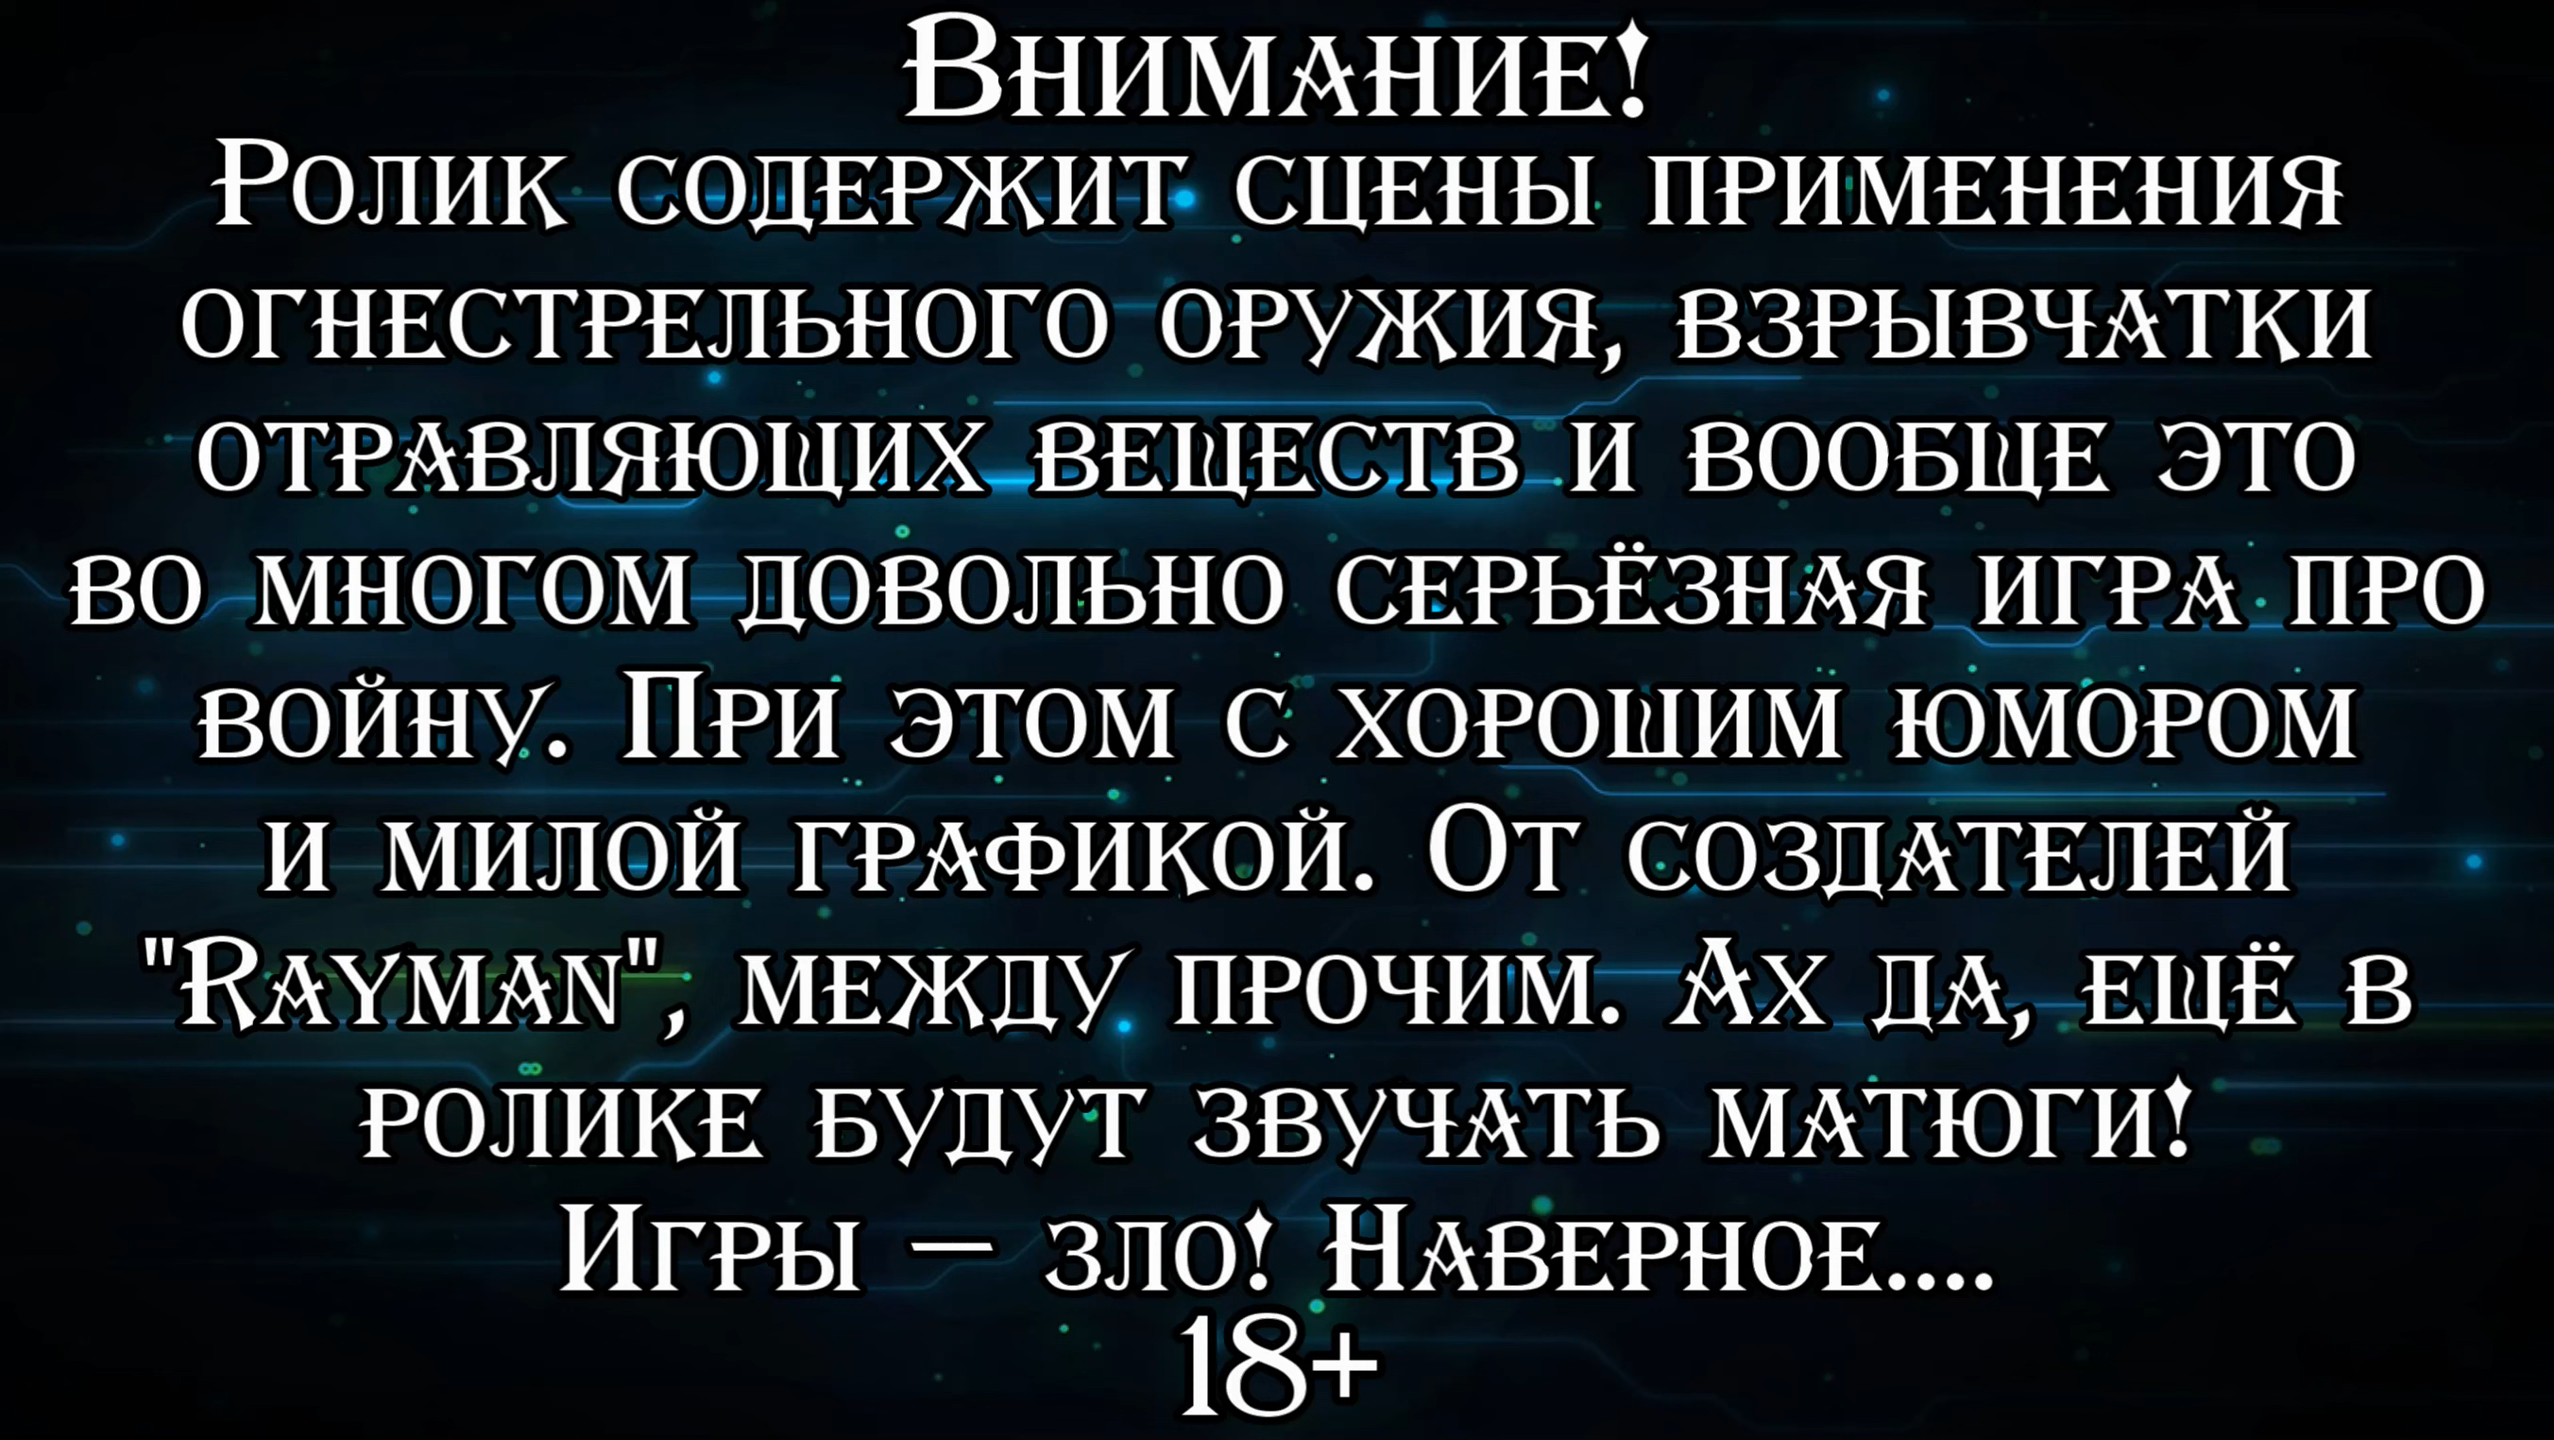 Внимание!
Ролик содержит сцены применения
огнестрельного оружия, взрывчатки
отравляющих веществ и вообще это
во многом довольно серьёзная игра про
войну. При этом с хорошим юмором
и милой графикой. От создателей
"Rayman", между прочим. Ах да, ещё в
ролике будут звучать матюги!
Игры — зло! Наверное....
18+